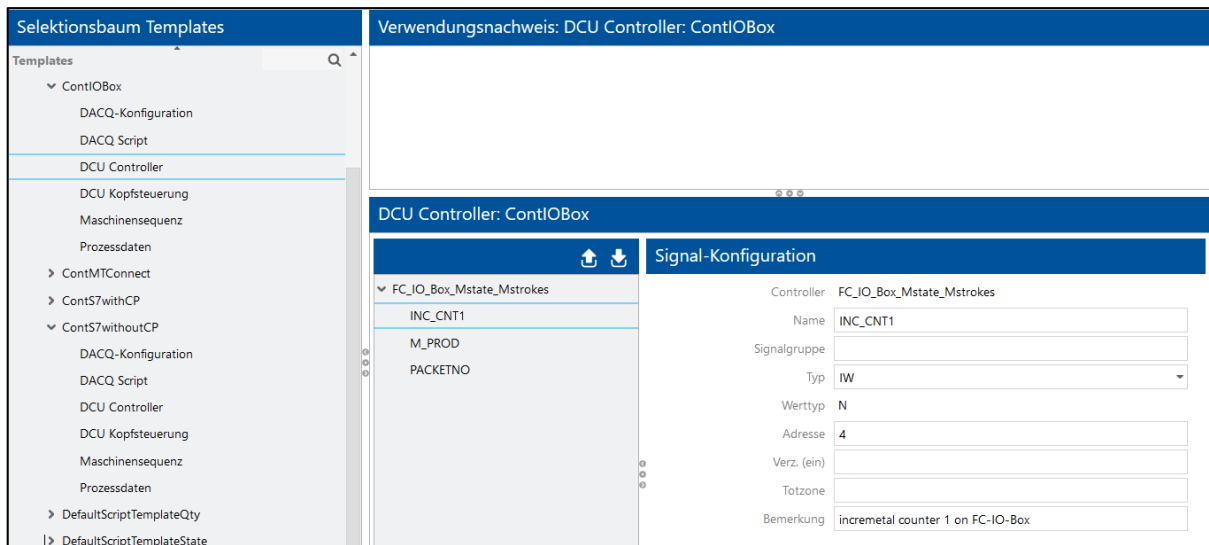 Selektionsbaum Templates
Templates
ContIOBox
DACQ-Konfiguration
DACQ Script
DCU Controller
DCU Kopfsteuerung
Maschinensequenz
Prozessdaten
ContMTConnect
ContS7withCP
ContS7withoutCP
DACQ-Konfiguration
DACQ Script
DCU Controller
DCU Kopfsteuerung
Maschinensequenz
Prozessdaten
DefaultScriptTemplateQty
DefaultScriptTemplateState
Verwendungsnachweis: DCU Controller: ContIOBox
DCU Controller: ContIOBox
FC_IO_Box_Mstate_Mstrokes
INC_CNT1
M_PROD
PACKETNO
Signal-Konfiguration
Controller FC_IO_Box_Mstate_Mstrokes
Name INC_CNT1
Signalgruppe
Typ IW
Werttyp N
Adresse 4
Verz. (ein)
Totzone
Bemerkung incremetal counter 1 on FC-IO-Box